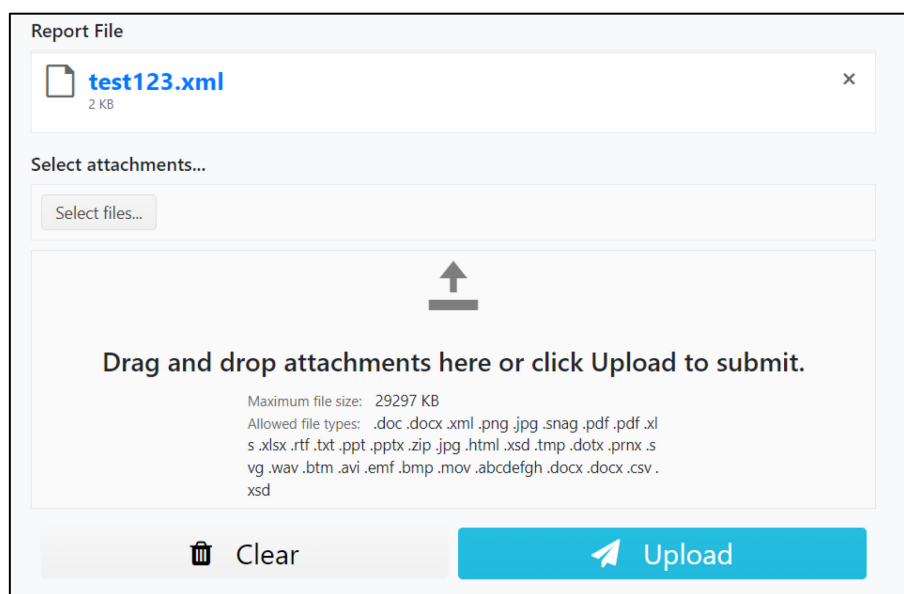 Report File
test123.xml
×
2 KB
Select attachments...
Select files...
Drag and drop attachments here or click Upload to submit.
Maximum file size: 29297 KB
Allowed file types: .doc .docx .xml .png .jpg .snag .pdf .pdf .xl
s .xlsx .rtf .txt .ppt .pptx .zip .jpg .html .xsd .tmp .dotx .prnx .s
vg .wav .btm .avi .emf .bmp .mov .abcdefgh .docx .docx .csv .
xsd
Clear
Upload